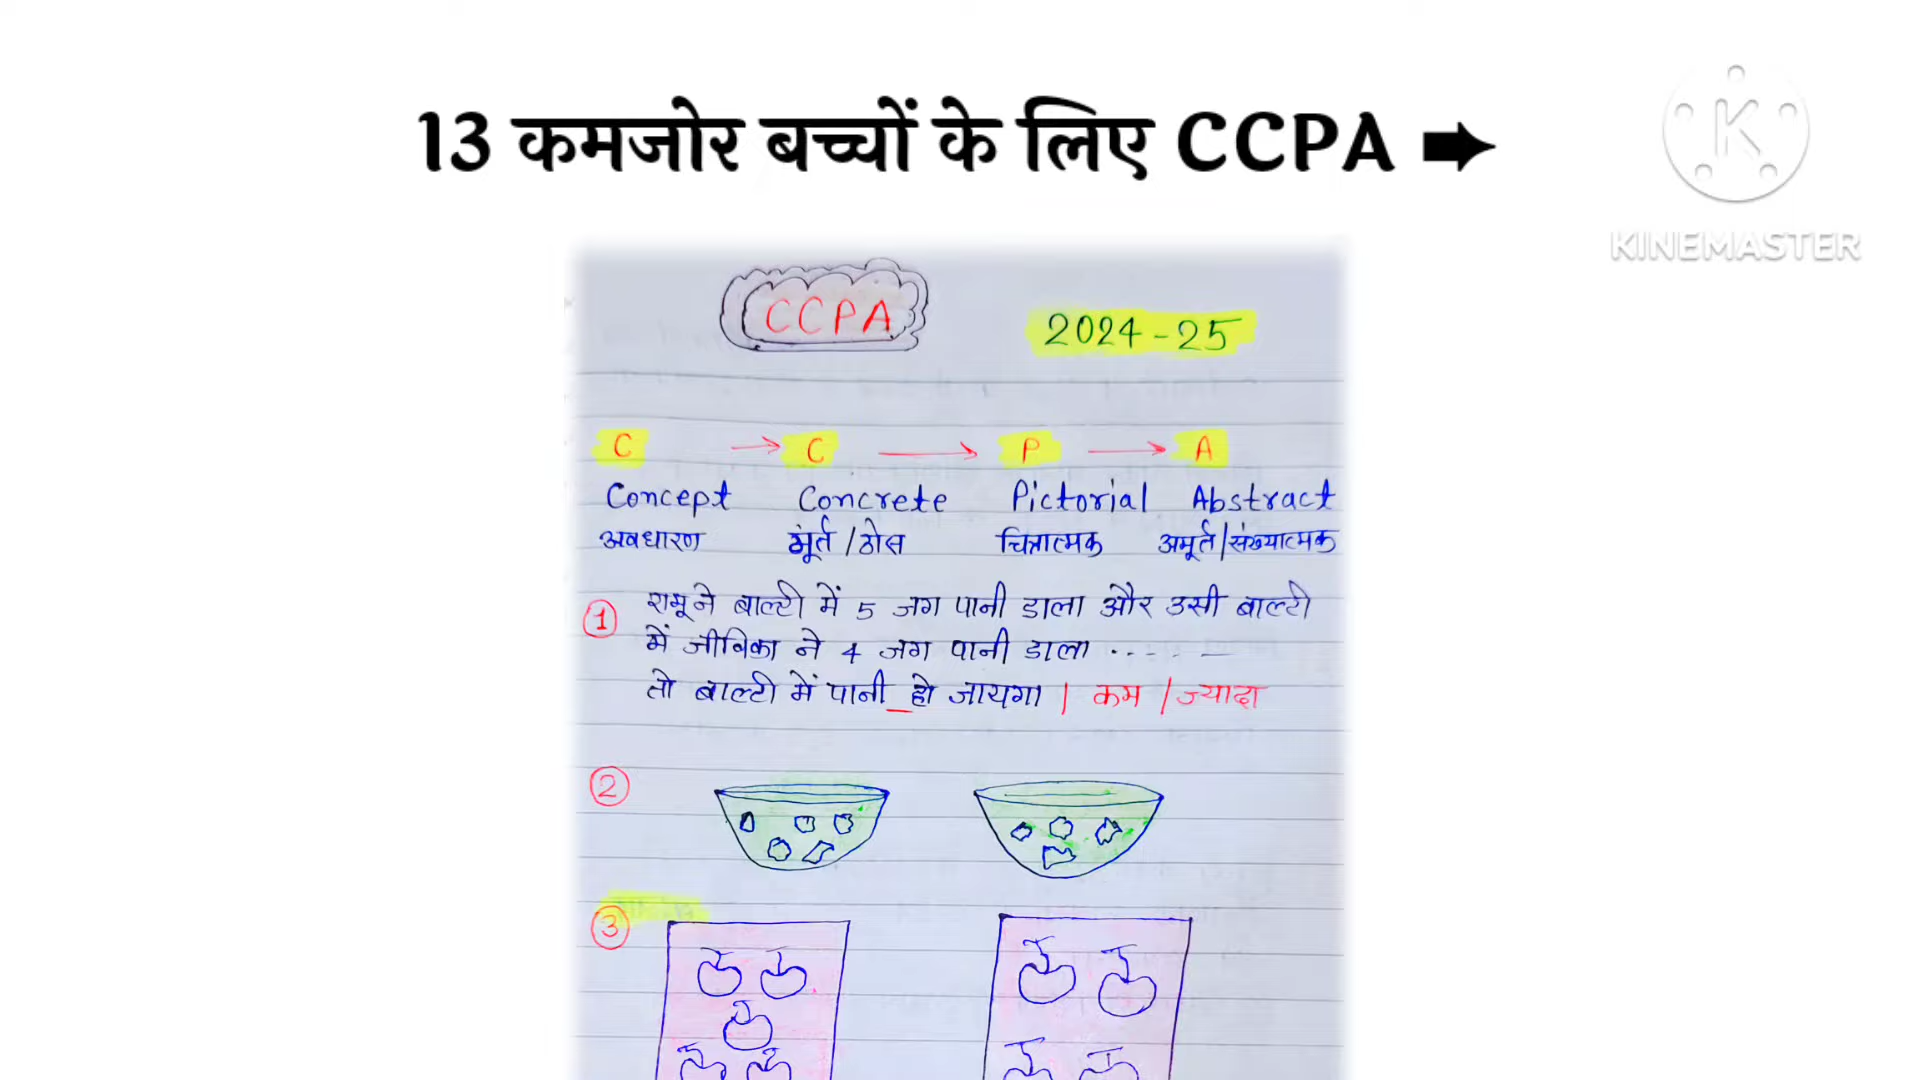 13 कमजोर बच्चों के लिए CCPA ➡
K
KINEMASTER
CCPA
2024-25
C → C → P → A
Concept Concrete Pictorial Abstract
अवधारण मूर्त/ठोस चित्रात्मक अमूर्त/संख्यात्मक
① रामू ने बाल्टी में 5 जग पानी डाला और उसी बाल्टी
में जीविका ने 4 जग पानी डाला .....
तो बाल्टी में पानी _ हो जायगा | कम /ज्यादा
②
③